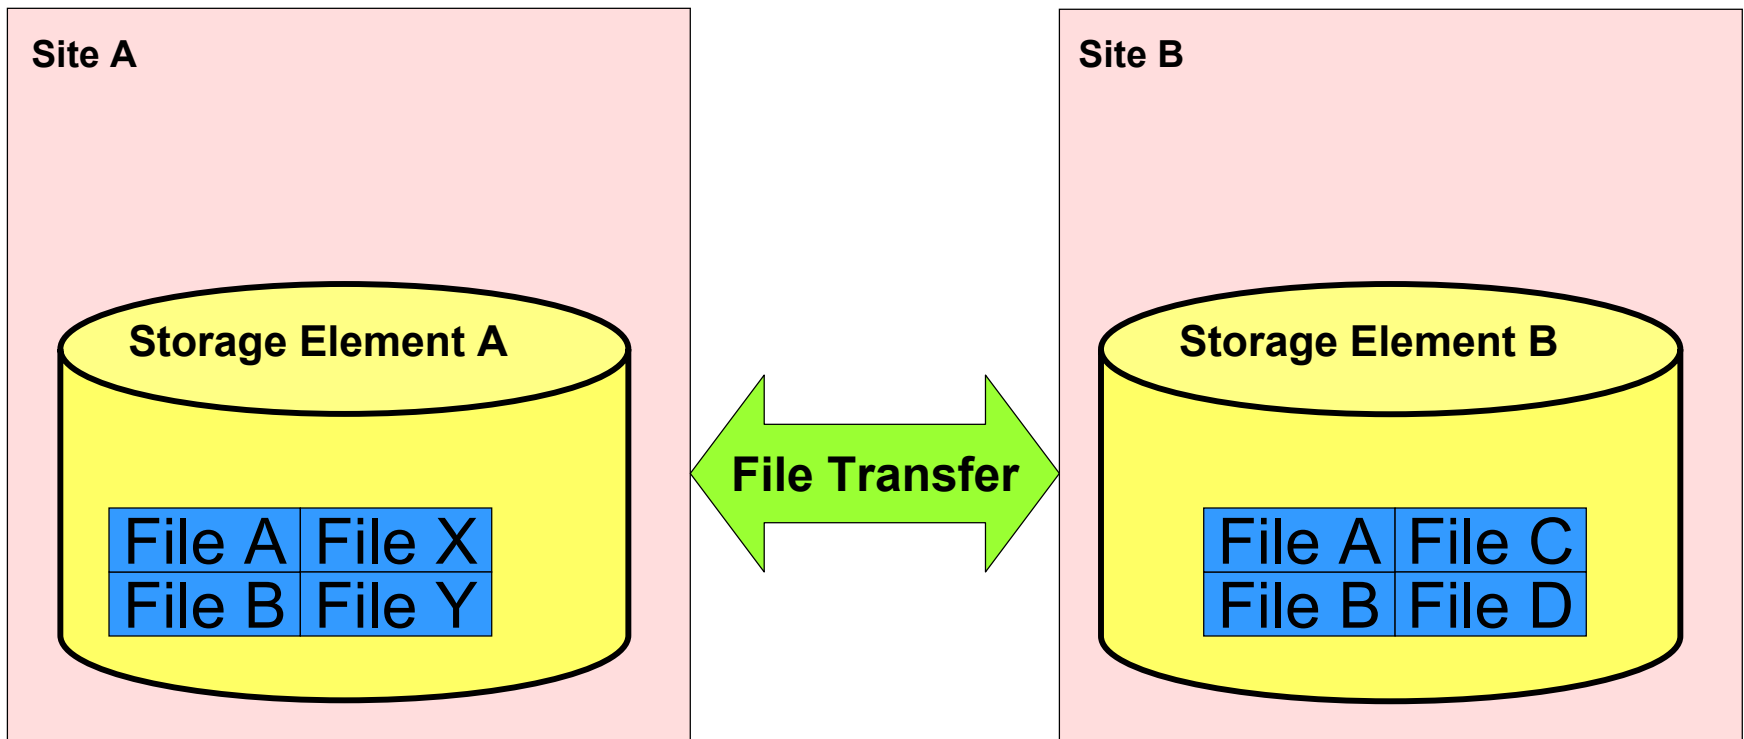 Site A
Storage Element A
File A File X
File B File Y
File Transfer
Site B
Storage Element B
File A File C
File B File D